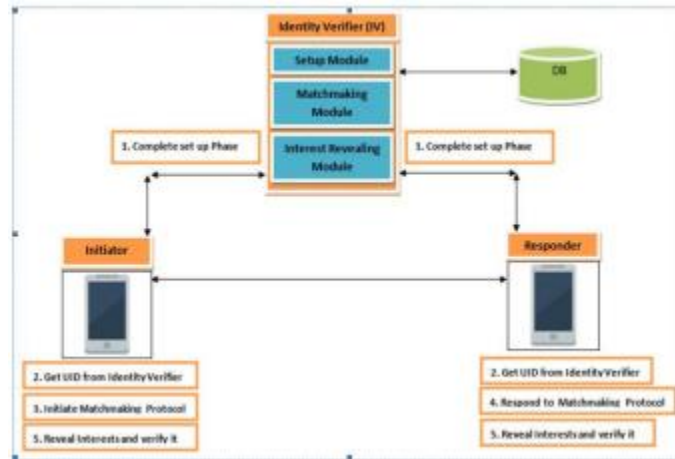 Identity Verifier (IV)
Setup Module
DB
Matchmaking
Module
1. Complete set up Phase
1. Complete set up Phase
Interest Revealing
Module
Initiator
Responder
2. Get UID from Identity Verifier
3. Initiate Matchmaking Protocol
5. Reveal Interests and verify it
2. Get UID from Identity Verifier
4. Respond to Matchmaking Protocol
5. Reveal Interests and verify it